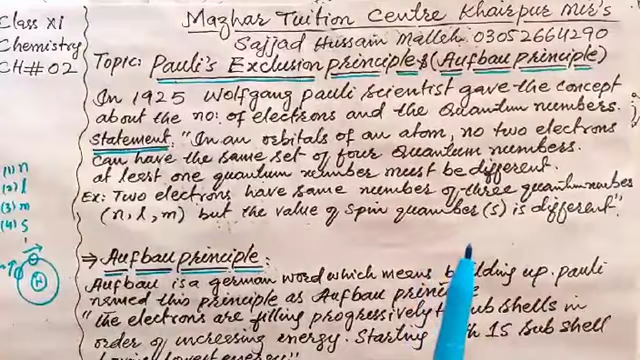 Class xi
Chemistry
CH# 02
Mazhar Tuition Centre Khairpur Mir's
Sajjad Hussain Malleh 03052664290
Topic: Pauli's Exclusion principle & (Aufbau principle)
In 1925 Wolfgang pauli scientist gave the concept
about the no: of electrons and the Quantum numbers.
Statement. "In an orbitals of an atom, no two electrons
can have the same set of four Quantum numbers.
at least one quantum number must be different.
Ex: Two electrons have same number of three quantum number
(n, l, m) but the value of Spin quamber (s) is different".
(1) n
(2) l
(3) m
(4) s
N
⇒ Aufbau principle:
Aufbau is a german word which means building up. pauli
named this principle as Aufbau principle
"the electrons are filling progressively sub shells in
order of increasing energy. Starting 1S sub shell
having lowest energy"